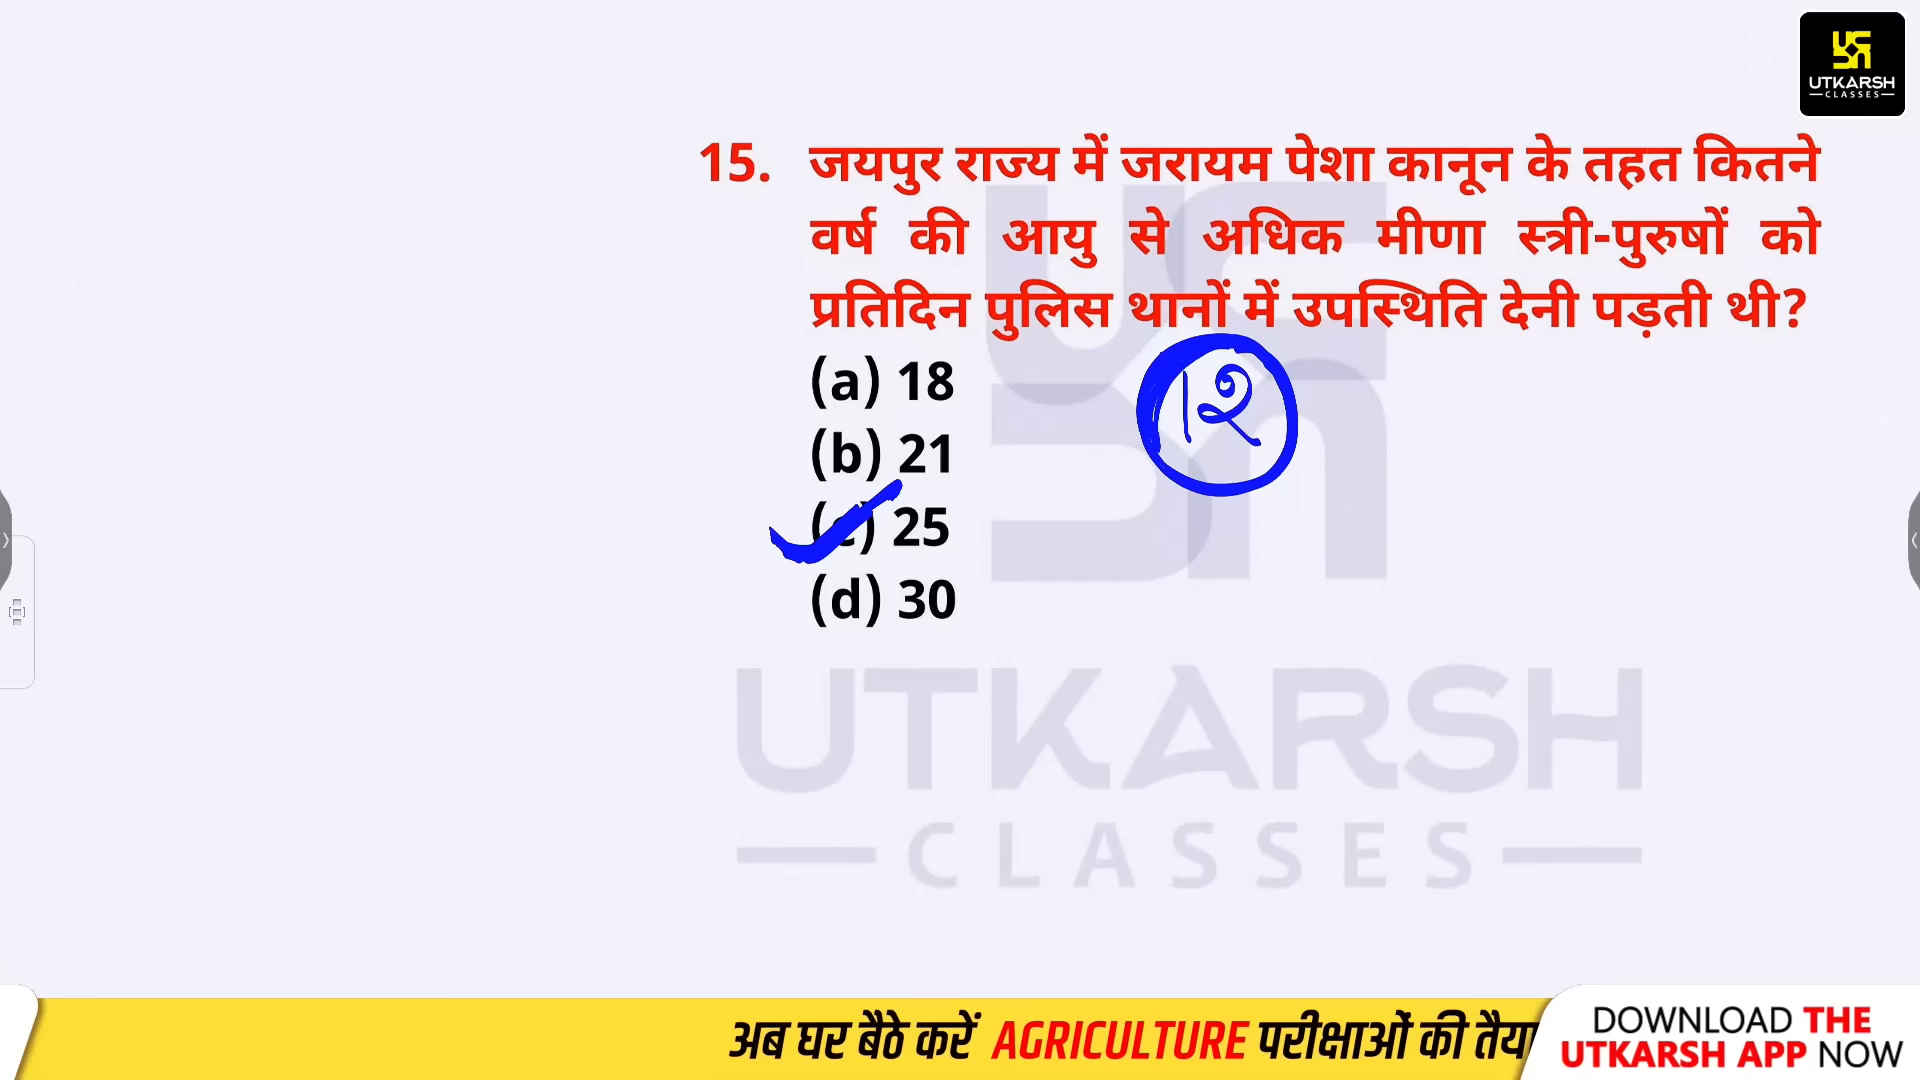 UTKARSH
CLASSES
15. जयपुर राज्य में जरायम पेशा कानून के तहत कितने
वर्ष की आयु से अधिक मीणा स्त्री-पुरुषों को
प्रतिदिन पुलिस थानों में उपस्थिति देनी पड़ती थी?
१२
(a) 18
(b) 21
(c) 25
(d) 30
UTKARSH
CLASSES
अब घर बैठे करें AGRICULTURE परीक्षाओं की
DOWNLOAD THE
UTKARSH APP NOW